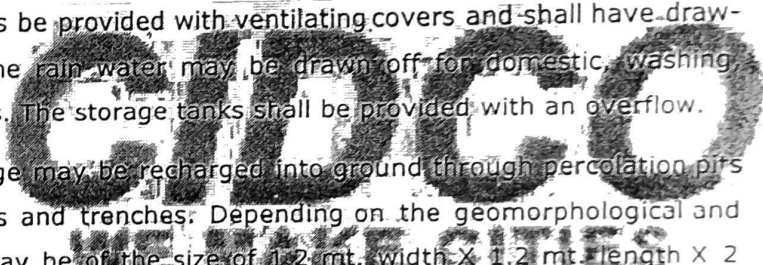 s be provided with ventilating covers and shall have draw-
he rain water may be drawn off for domestic, washing,
s. The storage tanks shall be provided with an overflow.
CIDCO
ge may be recharged into ground through percolation pits
s and trenches. Depending on the geomorphological and
WE TAKE CITIES
ay be of the size of 1.2 mt. width X 1.2 mt. length X 2